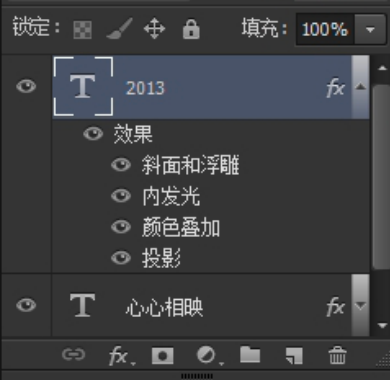 锁定： 填充： 100%
T 2013 fx
效果
斜面和浮雕
内发光
颜色叠加
投影
T 心心相映 fx
fx.